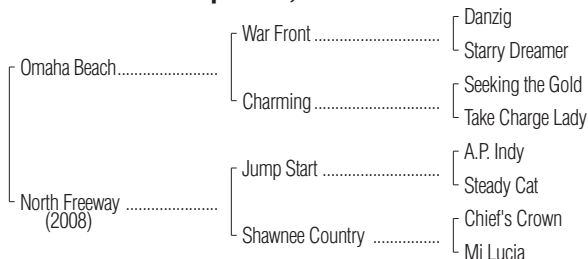 Danzig
War Front ........................
Starry Dreamer
Omaha Beach...................
Seeking the Gold
Charming ........................
Take Charge Lady
A.P. Indy
Jump Start ......................
Steady Cat
North Freeway .................
(2008)
Chief's Crown
Shawnee Country .............
Mi Lucia